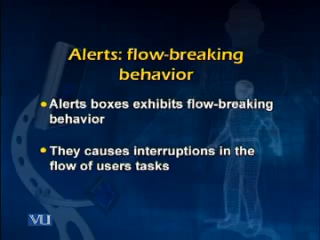 Alerts: flow-breaking
behavior
Alerts boxes exhibits flow-breaking
behavior
They causes interruptions in the
flow of users tasks
VU